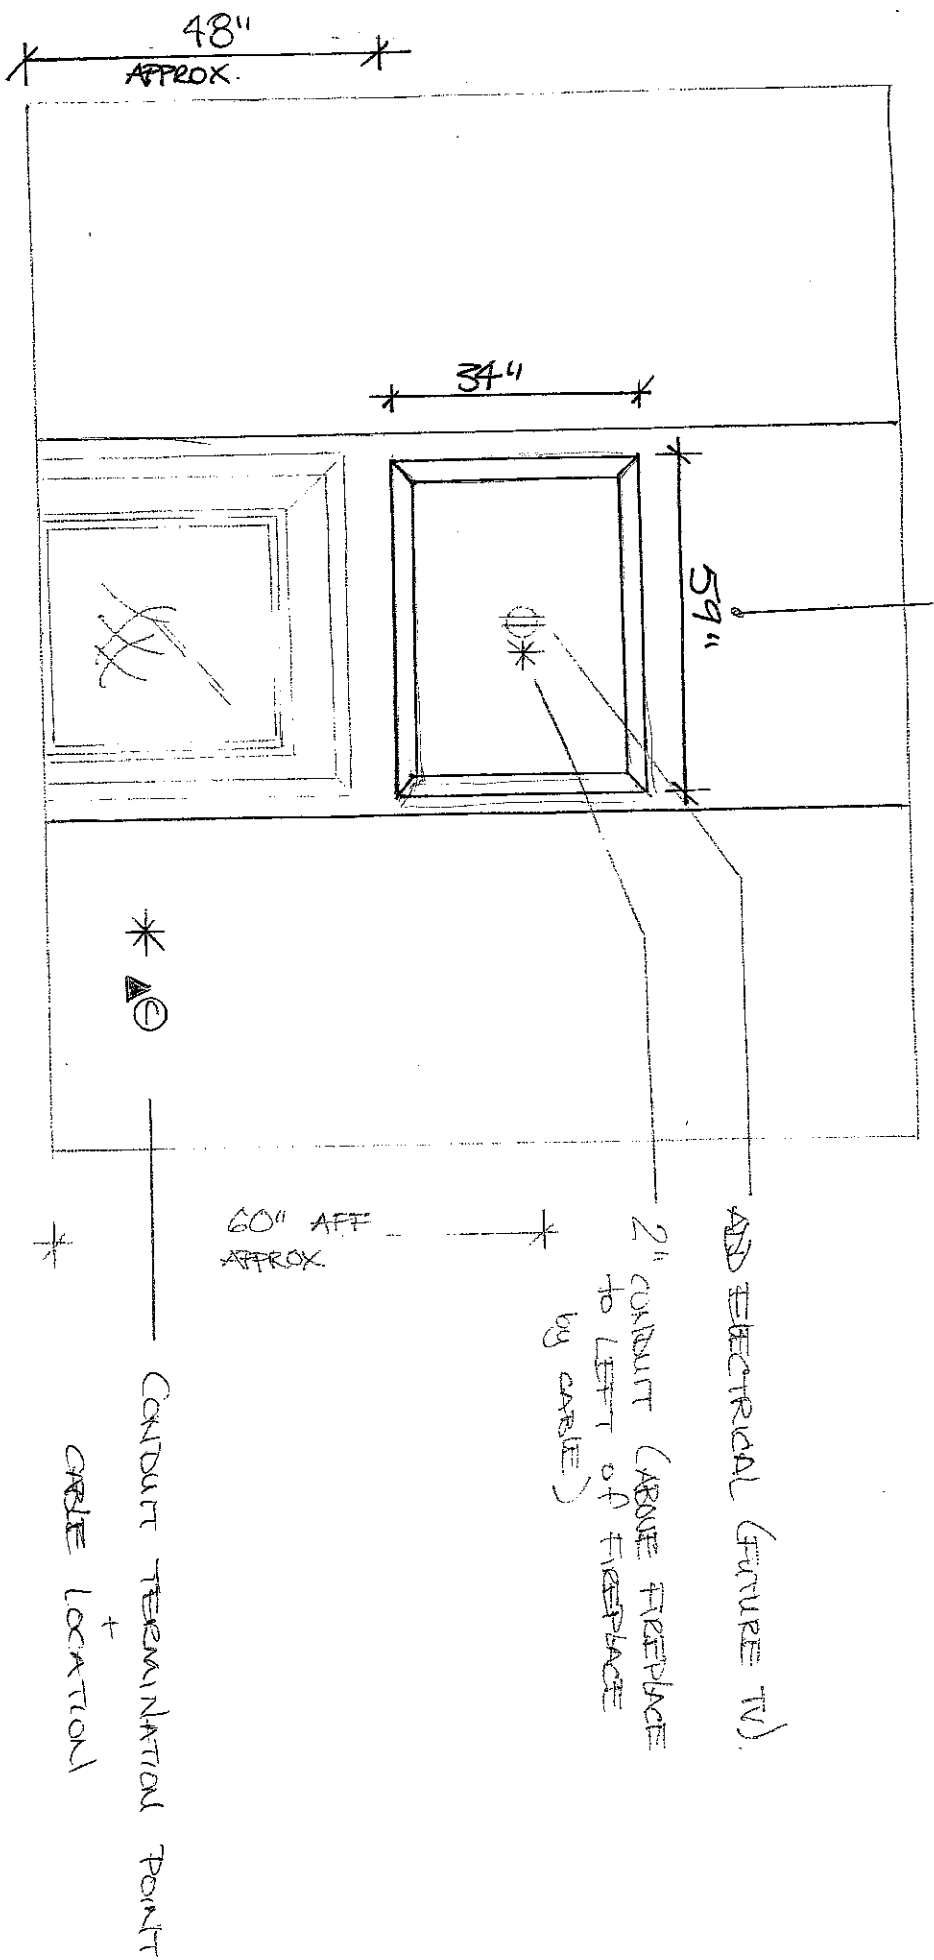 48"
APPROX.
34"
59"
ADD ELECTRICAL (FUTURE TV).
2" CONDUIT (ABOVE FIREPLACE
to LEFT of FIREPLACE
by CABLE)
60" AFF
APPROX.
CONDUIT TERMINATION POINT
+
CABLE LOCATION